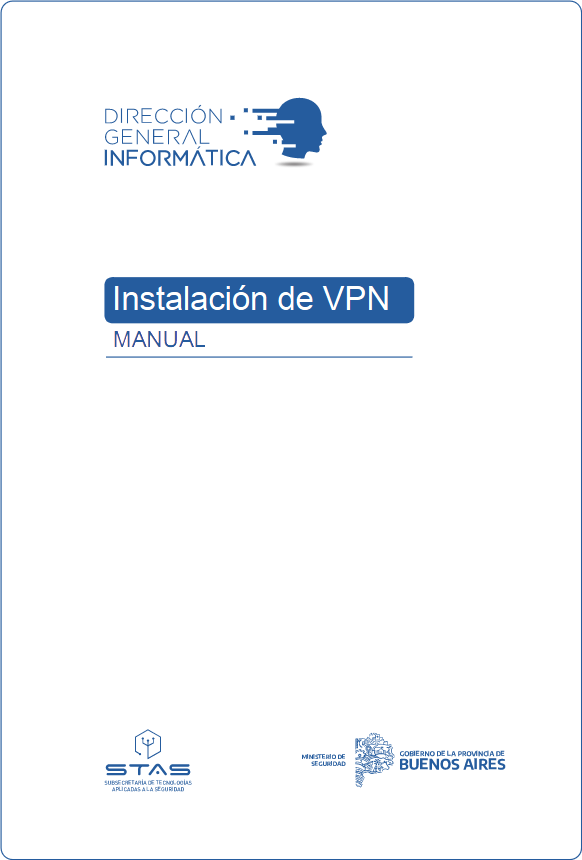 DIRECCIÓN
GENERAL
INFORMÁTICA
Instalación de VPN
MANUAL
STAS
SUBSECRETARÍA DE TECNOLOGÍAS
APLICADAS A LA SEGURIDAD
MINISTERIO DE
SEGURIDAD
GOBIERNO DE LA PROVINCIA DE
BUENOS AIRES